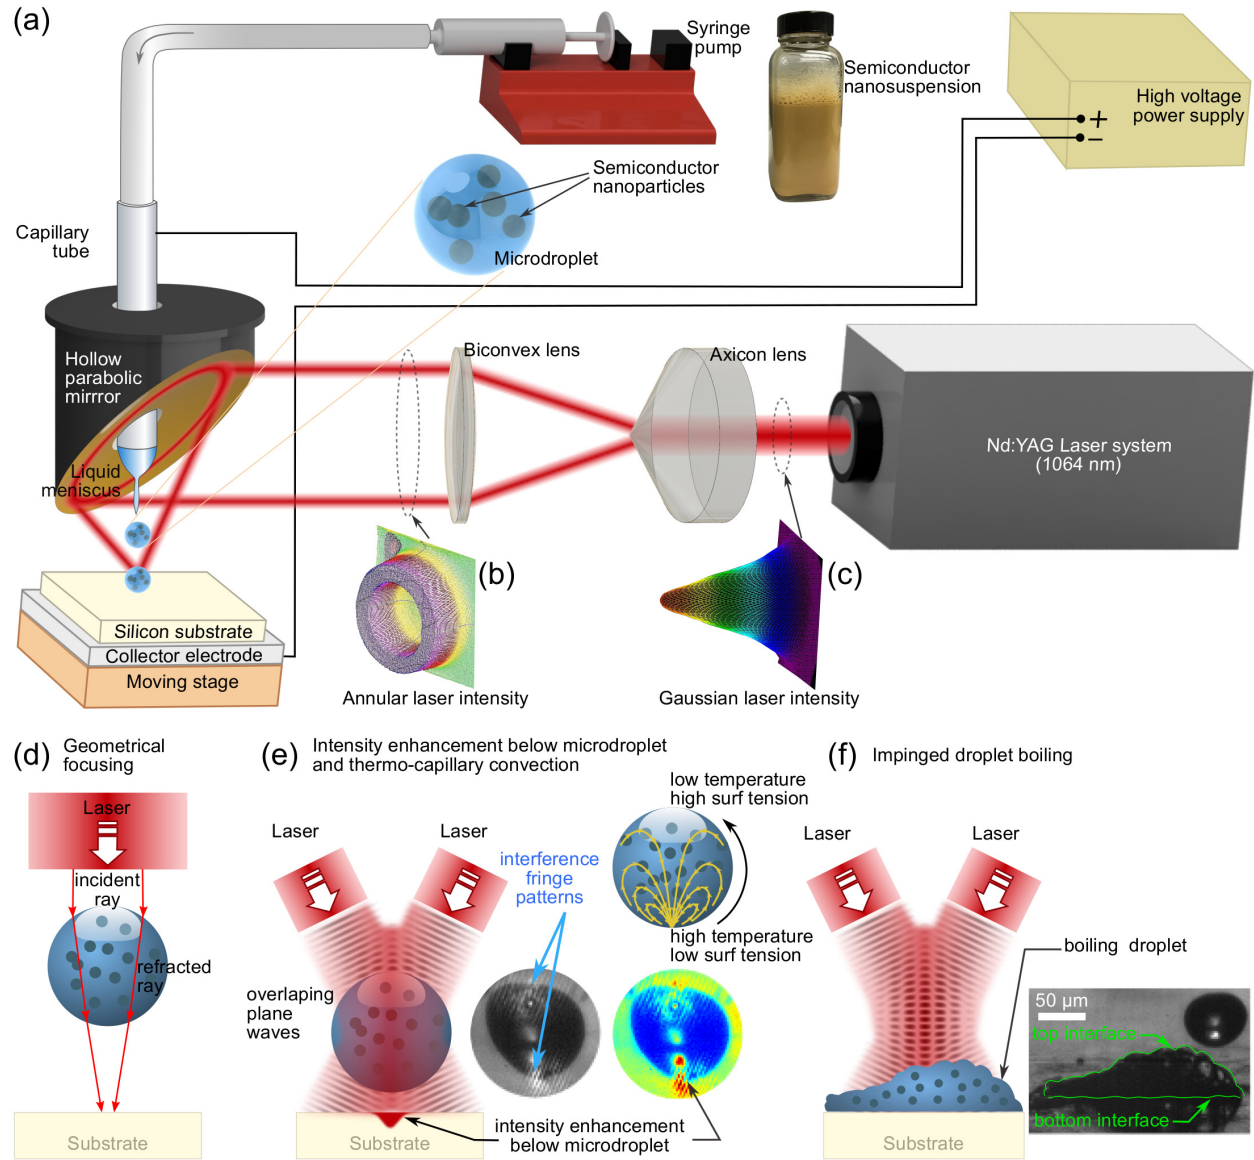 (a)
Syringe
pump
Semiconductor
nanosuspension
High voltage
power supply
+
−
Semiconductor
nanoparticles
Microdroplet
Capillary
tube
Hollow
parabolic
mirrror
Biconvex lens
Axicon lens
Nd:YAG Laser system
(1064 nm)
Liquid
meniscus
(b)
(c)
Silicon substrate
Collector electrode
Moving stage
Annular laser intensity
Gaussian laser intensity
(d)
Geometrical
focusing
Laser
incident
ray
refracted
ray
Substrate
(e)
Intensity enhancement below microdroplet
and thermo-capillary convection
low temperature
high surf tension
Laser
Laser
interference
fringe
patterns
high temperature
low surf tension
overlaping
plane
waves
intensity enhancement
below microdroplet
Substrate
(f)
Impinged droplet boiling
Laser
Laser
boiling droplet
50 µm
top interface
bottom interface
Substrate